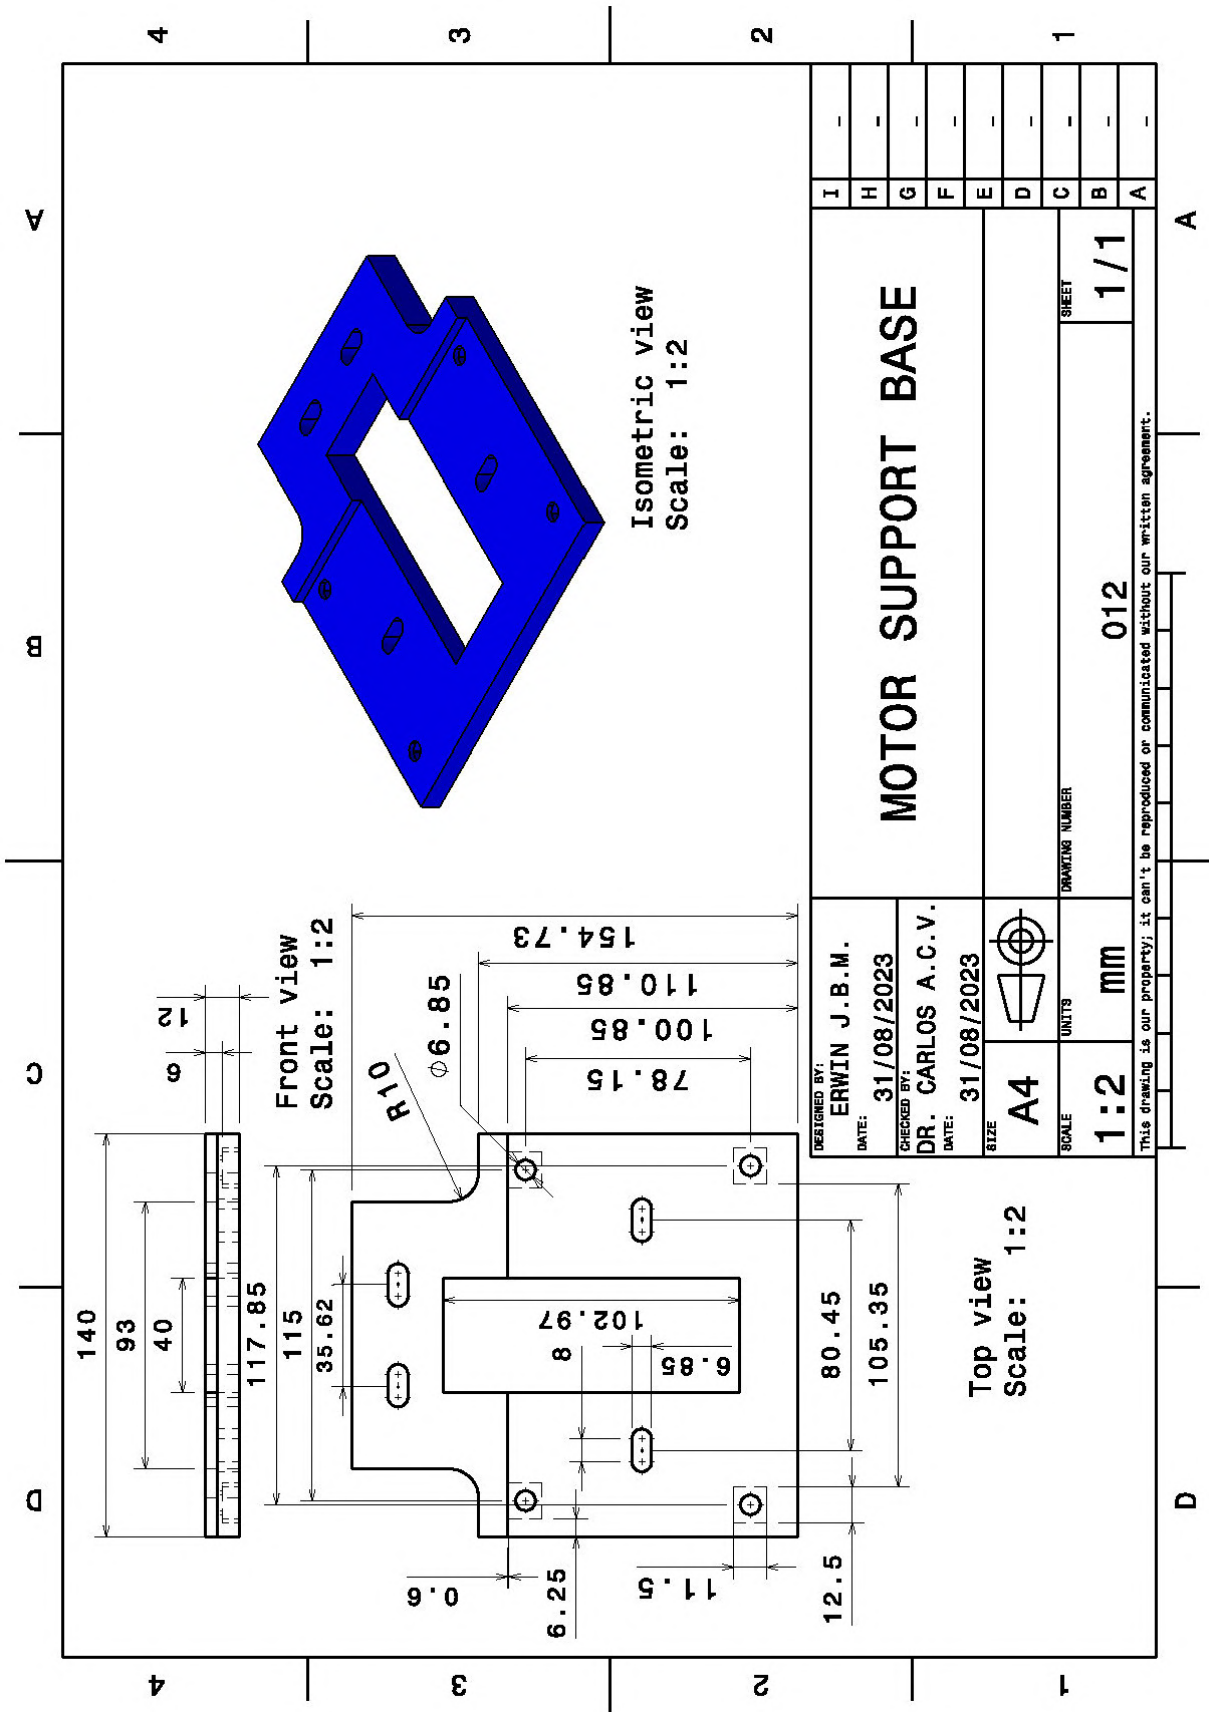 D
C
B
A
4
3
2
1
4
3
2
1
D
A
140
93
40
12
6
Front view
Scale: 1:2
117.85
115
35.62
R10
⌀6.85
154.73
110.85
100.85
78.15
102.97
8
6.85
0.6
6.25
11.5
12.5
80.45
105.35
Top view
Scale: 1:2
Isometric view
Scale: 1:2
DESIGNED BY:
ERWIN J.B.M.
DATE:
31/08/2023
CHECKED BY:
DR. CARLOS A.C.V.
DATE:
31/08/2023
SIZE
A4
SCALE
1:2
UNITS
mm
MOTOR SUPPORT BASE
DRAWING NUMBER
012
SHEET
1/1
I -
H -
G -
F -
E -
D -
C -
B -
A -
This drawing is our property; it can't be reproduced or communicated without our written agreement.